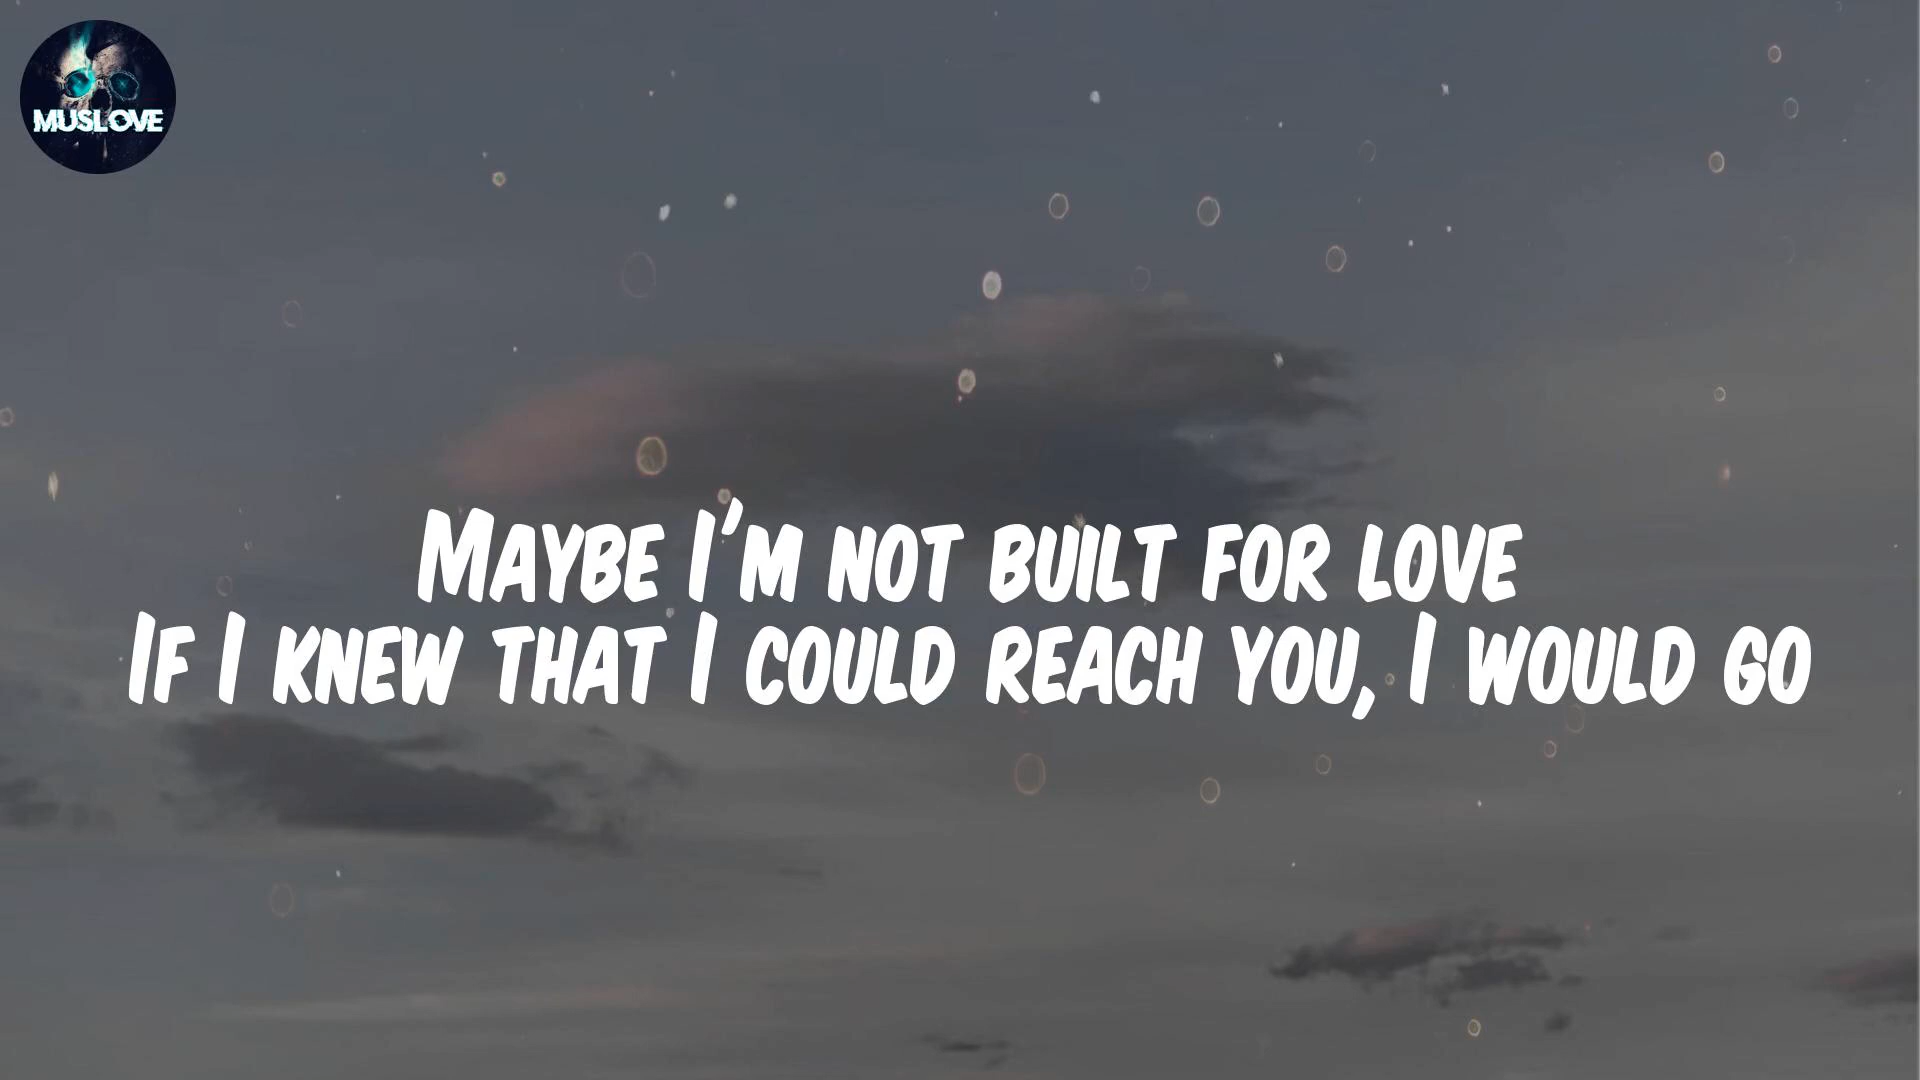 MUSLOVE
MAYBE I'M NOT BUILT FOR LOVE
IF I KNEW THAT I COULD REACH YOU, I WOULD GO